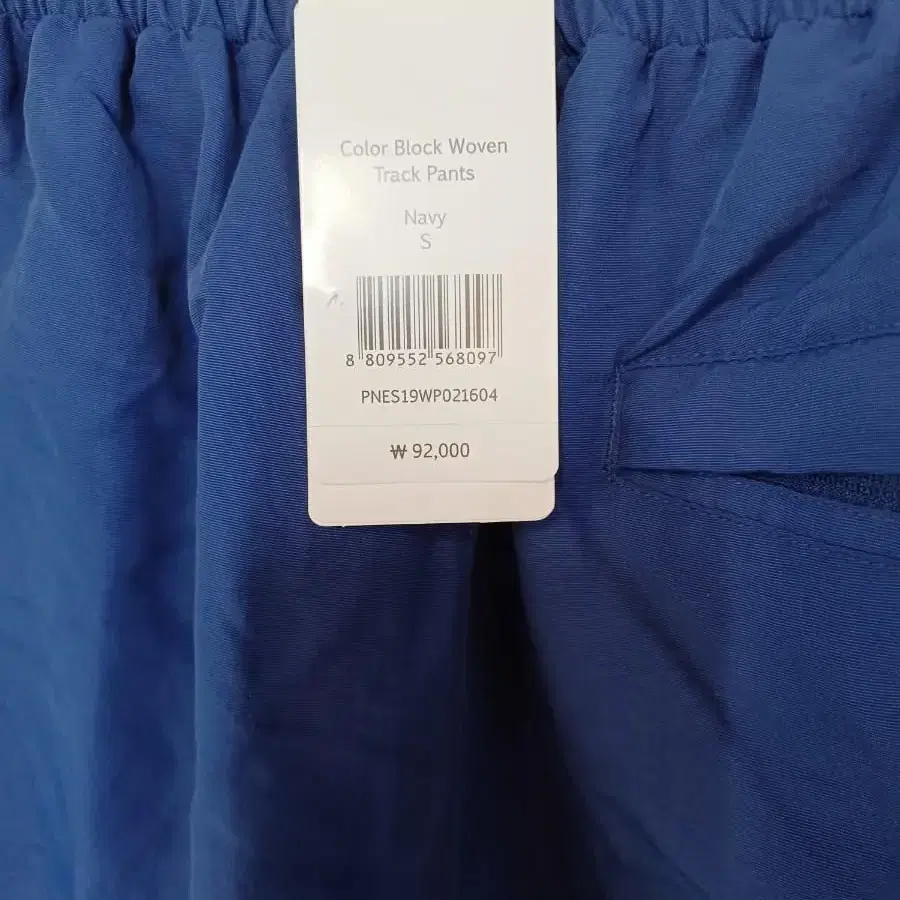 Color Block Woven
Track Pants
Navy
S
8 809552 568097
PNES19WP021604
₩ 92,000